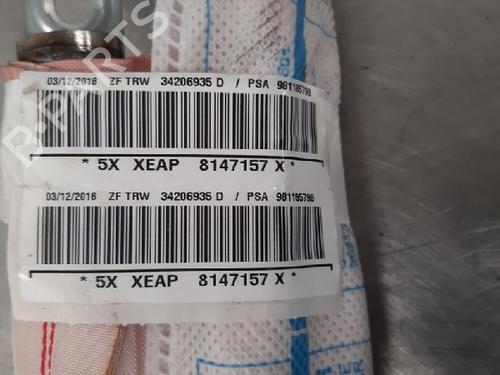 03/12/2016 ZF TRW 34206935 D / PSA 981185798
* 5X XEAP 8147157 X *
03/12/2016 ZF TRW 34206935 D / PSA 981185798
* 5X XEAP 8147157 X *
B-PARTS